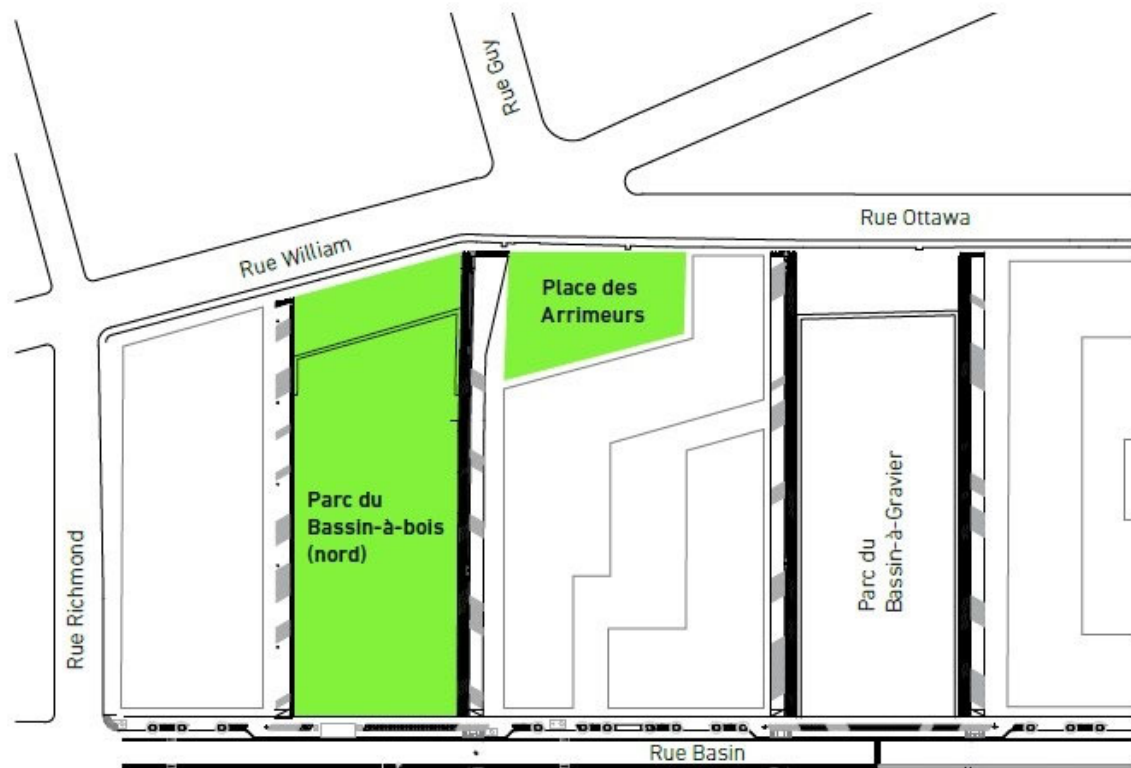 Rue Guy
Rue Ottawa
Rue William
Place des
Arrimeurs
Parc du
Bassin-à-bois
(nord)
Parc du
Bassin-à-Gravier
Rue Richmond
Rue Basin